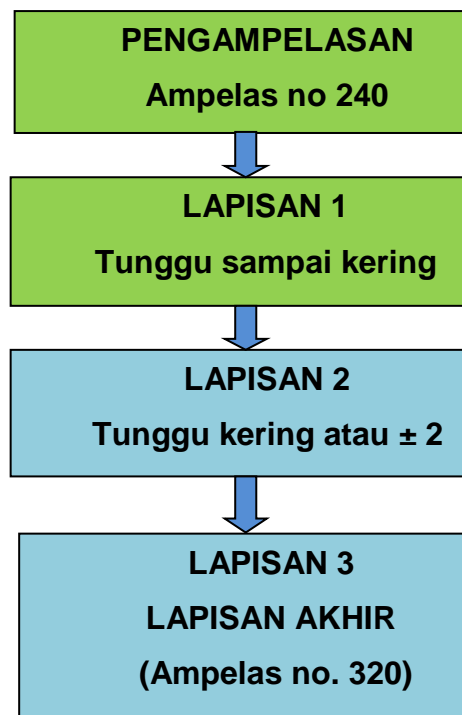 PENGAMPELASAN
Ampelas no 240
LAPISAN 1
Tunggu sampai kering
LAPISAN 2
Tunggu kering atau ± 2
LAPISAN 3
LAPISAN AKHIR
(Ampelas no. 320)